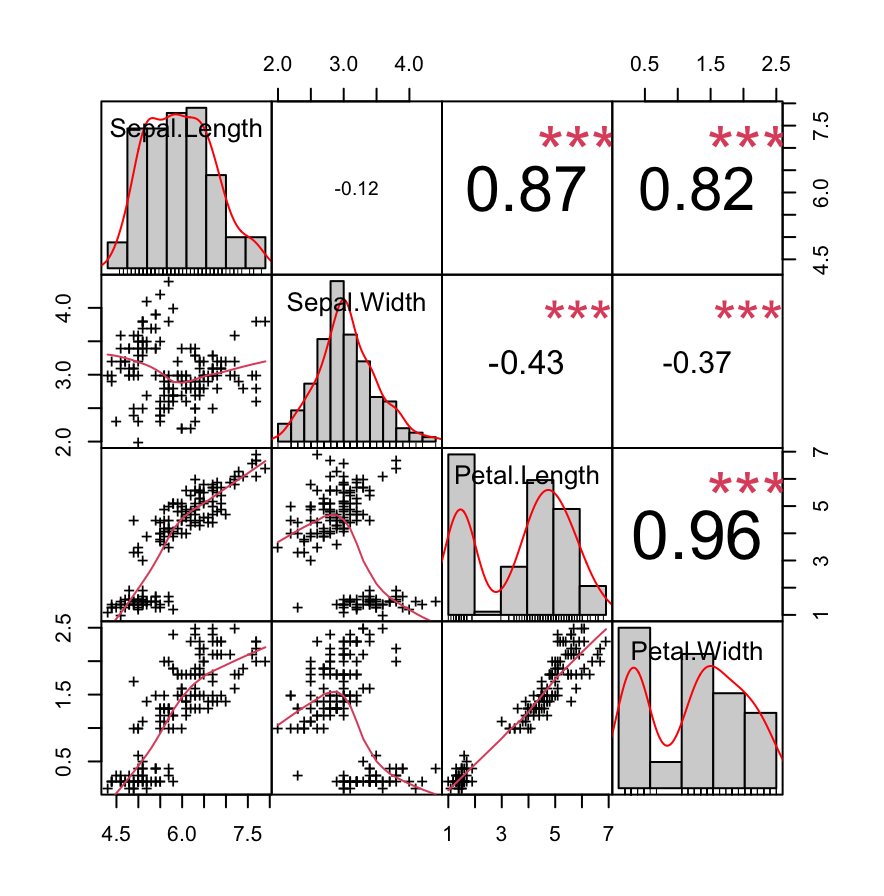 2.0 3.0 4.0 0.5 1.5 2.5
Sepal.Length *** ***
-0.12 0.87 0.82
4.5 6.0 7.5
2.0 3.0 4.0
Sepal.Width *** ***
-0.43 -0.37
Petal.Length ***
0.96
1 3 5 7
0.5 1.5 2.5
Petal.Width
4.5 6.0 7.5 1 3 5 7